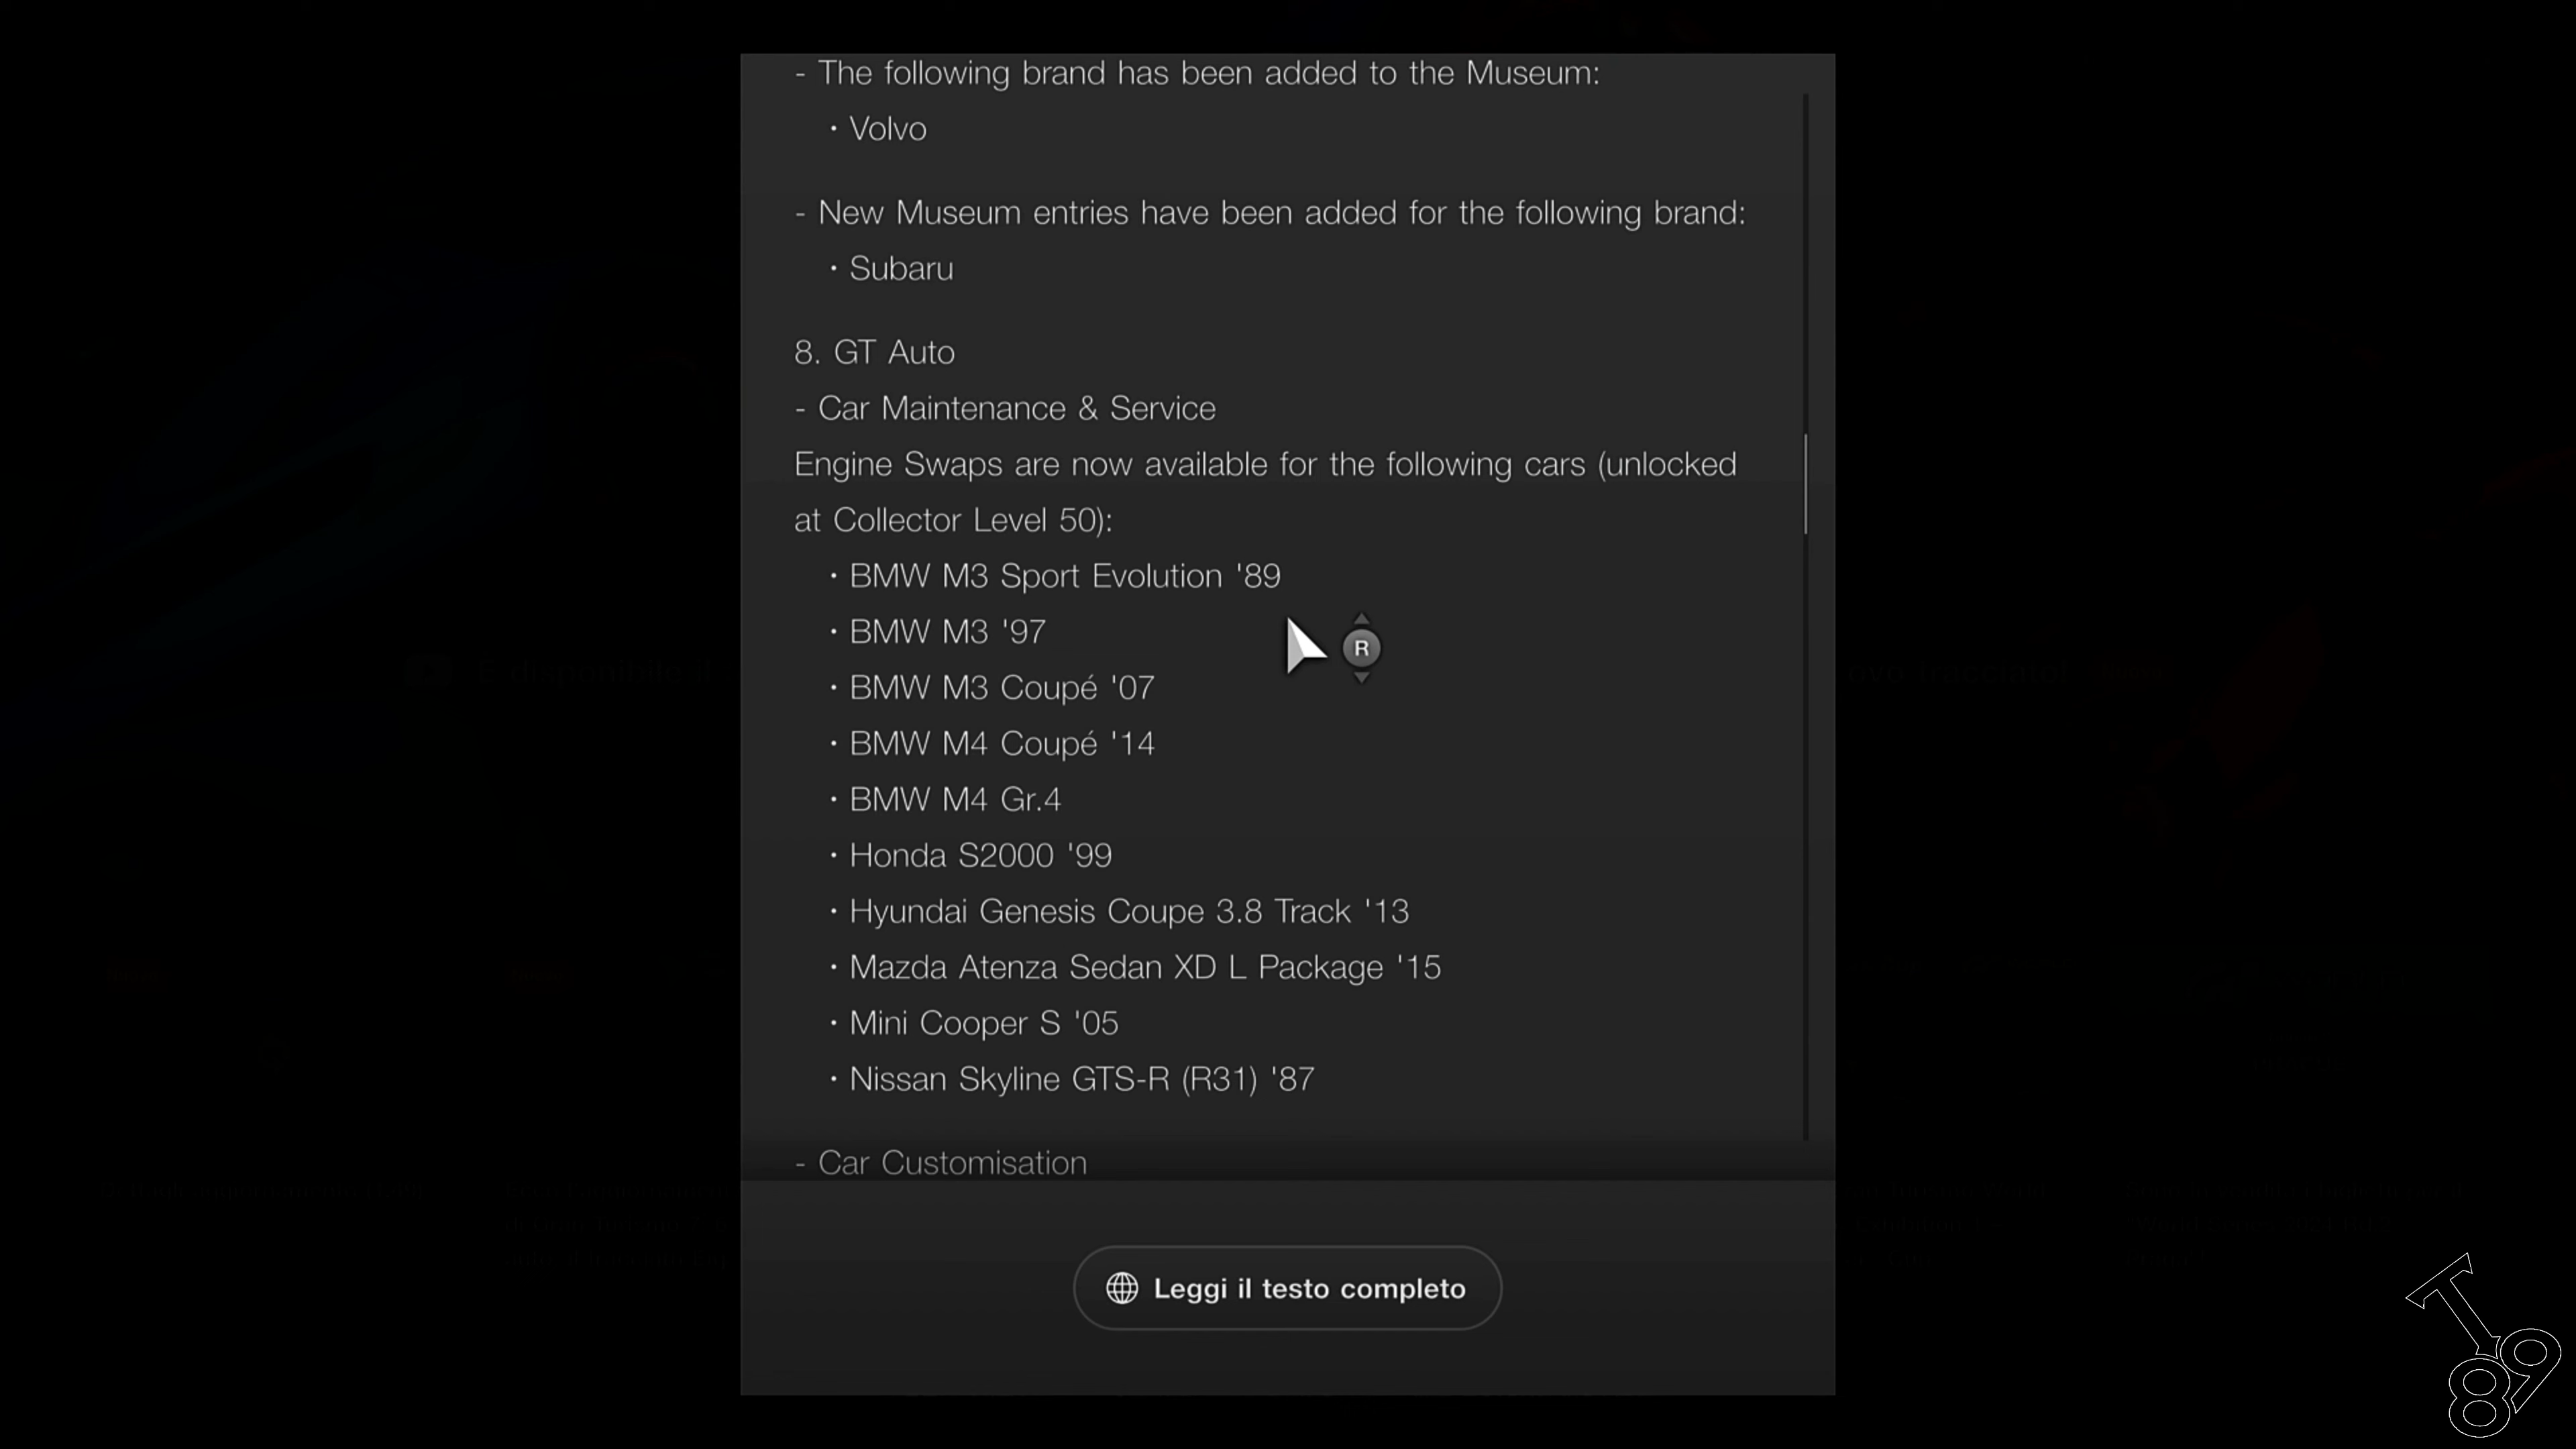 - The following brand has been added to the Museum:
・Volvo
- New Museum entries have been added for the following brand:
・Subaru
8. GT Auto
- Car Maintenance & Service
Engine Swaps are now available for the following cars (unlocked
at Collector Level 50):
・BMW M3 Sport Evolution '89
・BMW M3 '97
・BMW M3 Coupé '07
・BMW M4 Coupé '14
・BMW M4 Gr.4
・Honda S2000 '99
・Hyundai Genesis Coupe 3.8 Track '13
・Mazda Atenza Sedan XD L Package '15
・Mini Cooper S '05
・Nissan Skyline GTS-R (R31) '87
- Car Customisation
R
Leggi il testo completo
T89